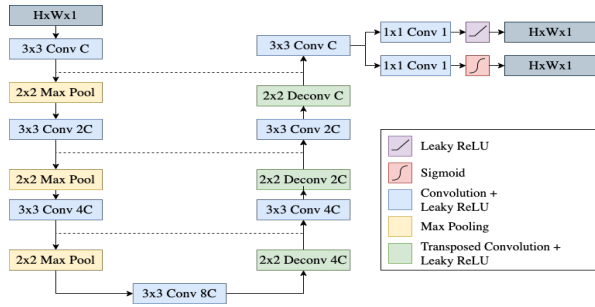 HxWx1
3x3 Conv C
2x2 Max Pool
3x3 Conv 2C
2x2 Max Pool
3x3 Conv 4C
2x2 Max Pool
3x3 Conv 8C
2x2 Deconv 4C
3x3 Conv 4C
2x2 Deconv 2C
3x3 Conv 2C
2x2 Deconv C
3x3 Conv C
1x1 Conv 1
HxWx1
1x1 Conv 1
HxWx1
Leaky ReLU
Sigmoid
Convolution +
Leaky ReLU
Max Pooling
Transposed Convolution +
Leaky ReLU